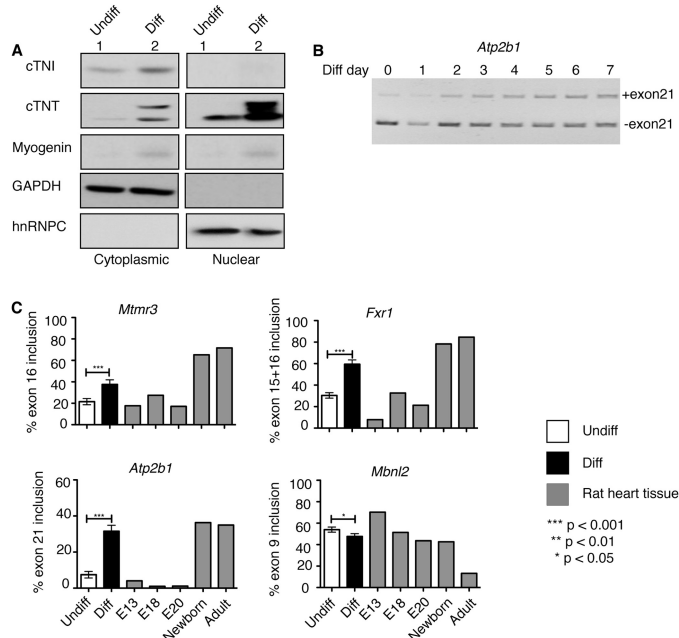 A
Undiff Diff Undiff Diff
1 2 1 2
cTNI
cTNT
Myogenin
GAPDH
hnRNPC
Cytoplasmic Nuclear
B
Atp2b1
Diff day 0 1 2 3 4 5 6 7
+exon21
-exon21
C
Mtmr3
% exon 16 inclusion
100
80
60
40
20
0
***
Fxr1
% exon 15+16 inclusion
100
80
60
40
20
0
***
Atp2b1
% exon 21 inclusion
60
40
20
0
***
Undiff Diff E13 E18 E20 Newborn Adult
Mbnl2
% exon 9 inclusion
100
80
60
40
20
0
*
Undiff Diff E13 E18 E20 Newborn Adult
Undiff
Diff
Rat heart tissue
*** p < 0.001
** p < 0.01
* p < 0.05